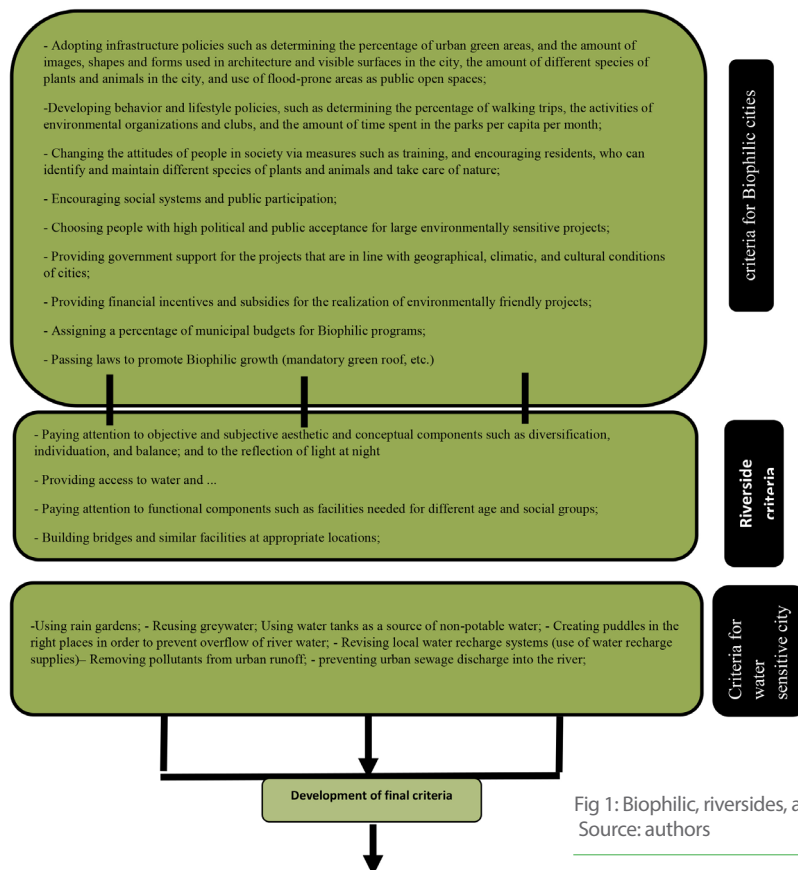 - Adopting infrastructure policies such as determining the percentage of urban green areas, and the amount of
images, shapes and forms used in architecture and visible surfaces in the city, the amount of different species of
plants and animals in the city, and use of flood-prone areas as public open spaces;
-Developing behavior and lifestyle policies, such as determining the percentage of walking trips, the activities of
environmental organizations and clubs, and the amount of time spent in the parks per capita per month;
- Changing the attitudes of people in society via measures such as training, and encouraging residents, who can
identify and maintain different species of plants and animals and take care of nature;
- Encouraging social systems and public participation;
- Choosing people with high political and public acceptance for large environmentally sensitive projects;
- Providing government support for the projects that are in line with geographical, climatic, and cultural conditions
of cities;
- Providing financial incentives and subsidies for the realization of environmentally friendly projects;
- Assigning a percentage of municipal budgets for Biophilic programs;
- Passing laws to promote Biophilic growth (mandatory green roof, etc.)
criteria for Biophilic cities
- Paying attention to objective and subjective aesthetic and conceptual components such as diversification,
individuation, and balance; and to the reflection of light at night
- Providing access to water and ...
- Paying attention to functional components such as facilities needed for different age and social groups;
- Building bridges and similar facilities at appropriate locations;
Riverside
criteria
-Using rain gardens; - Reusing greywater; Using water tanks as a source of non-potable water; - Creating puddles in the
right places in order to prevent overflow of river water; - Revising local water recharge systems (use of water recharge
supplies)– Removing pollutants from urban runoff; - preventing urban sewage discharge into the river;
Criteria for
water
sensitive city
Development of final criteria
Fig 1: Biophilic, riversides, a
Source: authors